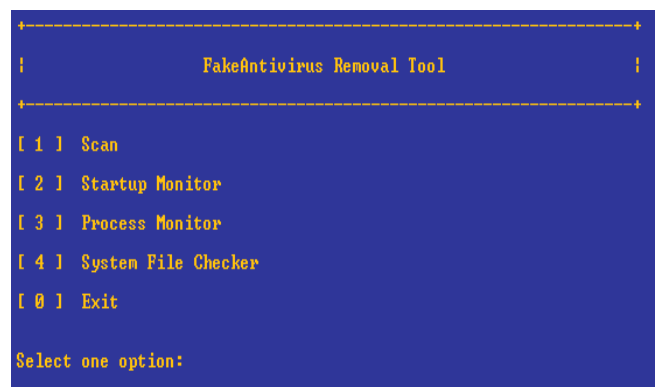 FakeAntivirus Removal Tool
[ 1 ] Scan
[ 2 ] Startup Monitor
[ 3 ] Process Monitor
[ 4 ] System File Checker
[ 0 ] Exit
Select one option: